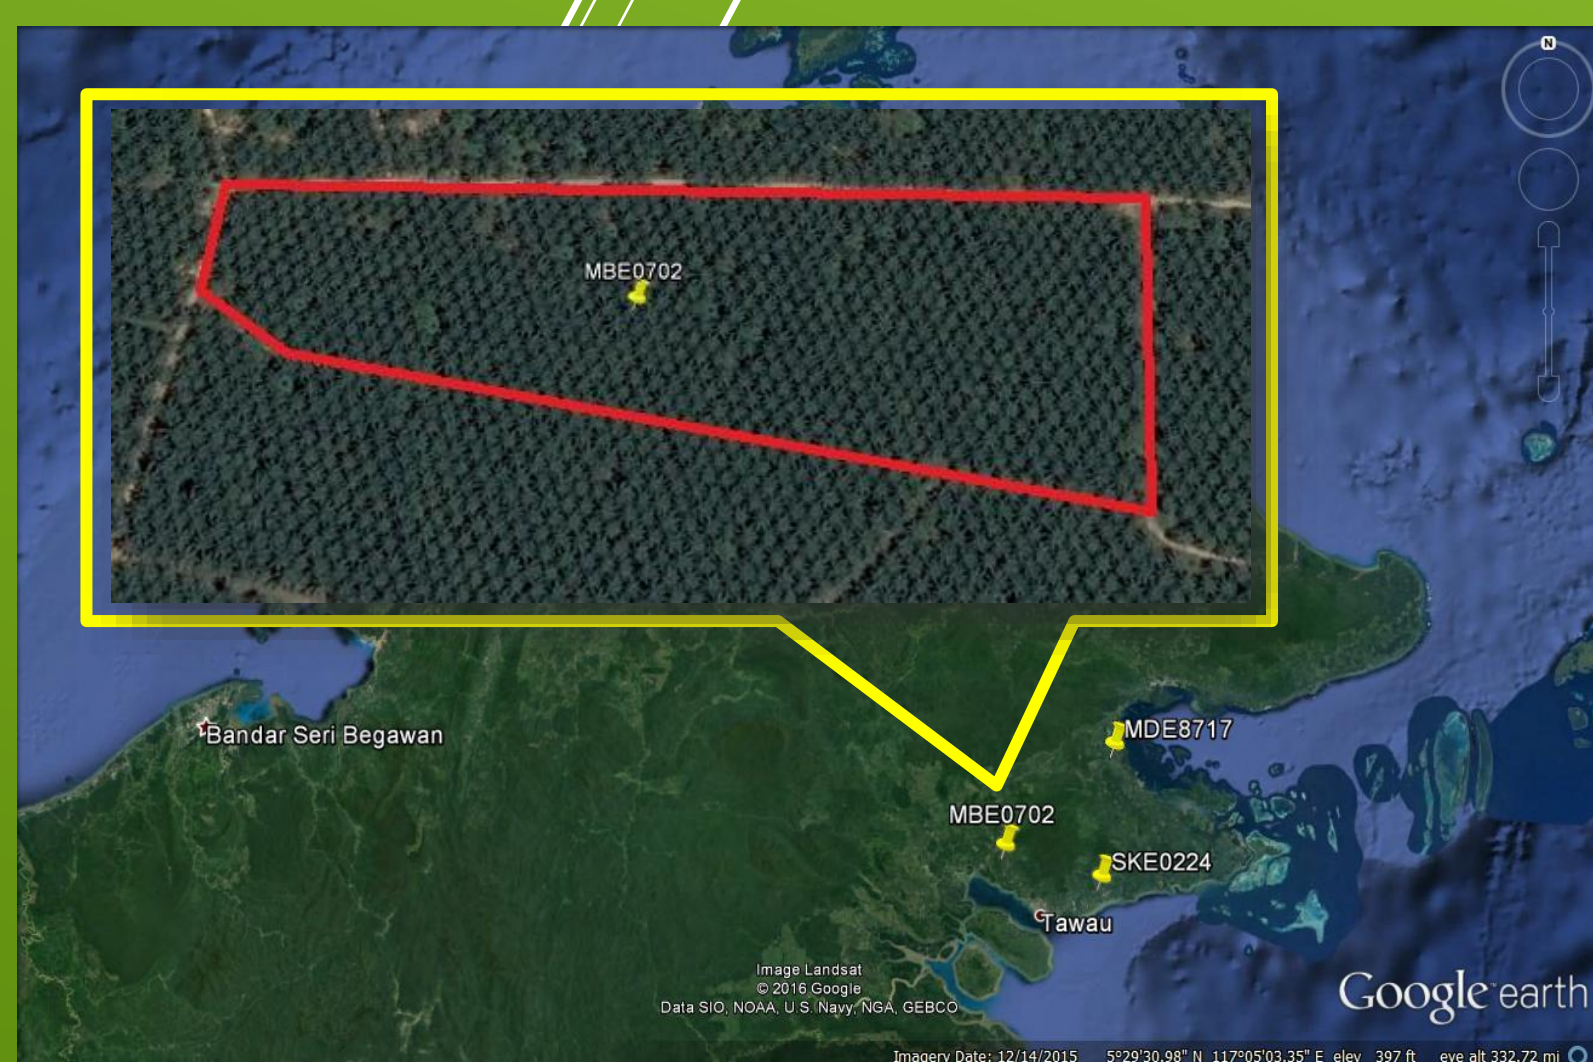 N
MBE0702
Bandar Seri Begawan
MDE8717
MBE0702
SKE0224
Tawau
Image Landsat
© 2016 Google
Data SIO, NOAA, U.S. Navy, NGA, GEBCO
Google earth
Imagery Date: 12/14/2015 5°29'30.98" N 117°05'03.35" E elev 397 ft eye alt 332.72 mi